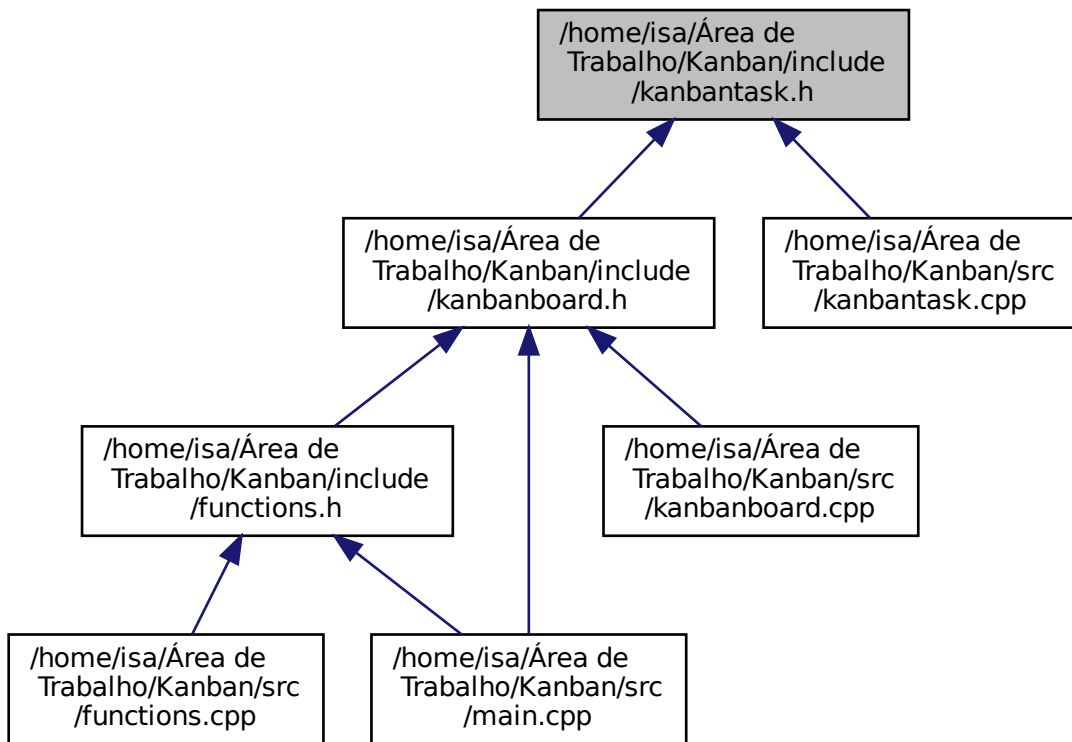 /home/isa/Área de
Trabalho/Kanban/include
/kanbantask.h
/home/isa/Área de
Trabalho/Kanban/include
/kanbanboard.h
/home/isa/Área de
Trabalho/Kanban/src
/kanbantask.cpp
/home/isa/Área de
Trabalho/Kanban/include
/functions.h
/home/isa/Área de
Trabalho/Kanban/src
/kanbanboard.cpp
/home/isa/Área de
Trabalho/Kanban/src
/functions.cpp
/home/isa/Área de
Trabalho/Kanban/src
/main.cpp